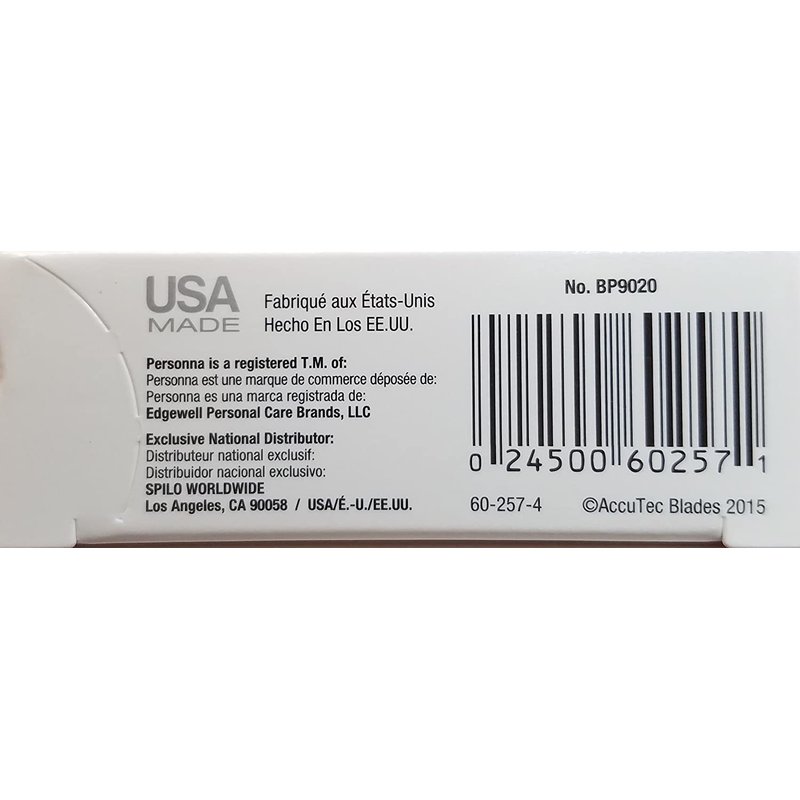 USA
MADE
Fabriqué aux États-Unis
Hecho En Los EE.UU.
Personna is a registered T.M. of:
Personna est une marque de commerce déposée de:
Personna es una marca registrada de:
Edgewell Personal Care Brands, LLC
Exclusive National Distributor:
Distributeur national exclusif:
Distribuidor nacional exclusivo:
SPILO WORLDWIDE
Los Angeles, CA 90058 / USA/É.-U./EE.UU.
No. BP9020
0 24500 60257 1
60-257-4 ©AccuTec Blades 2015